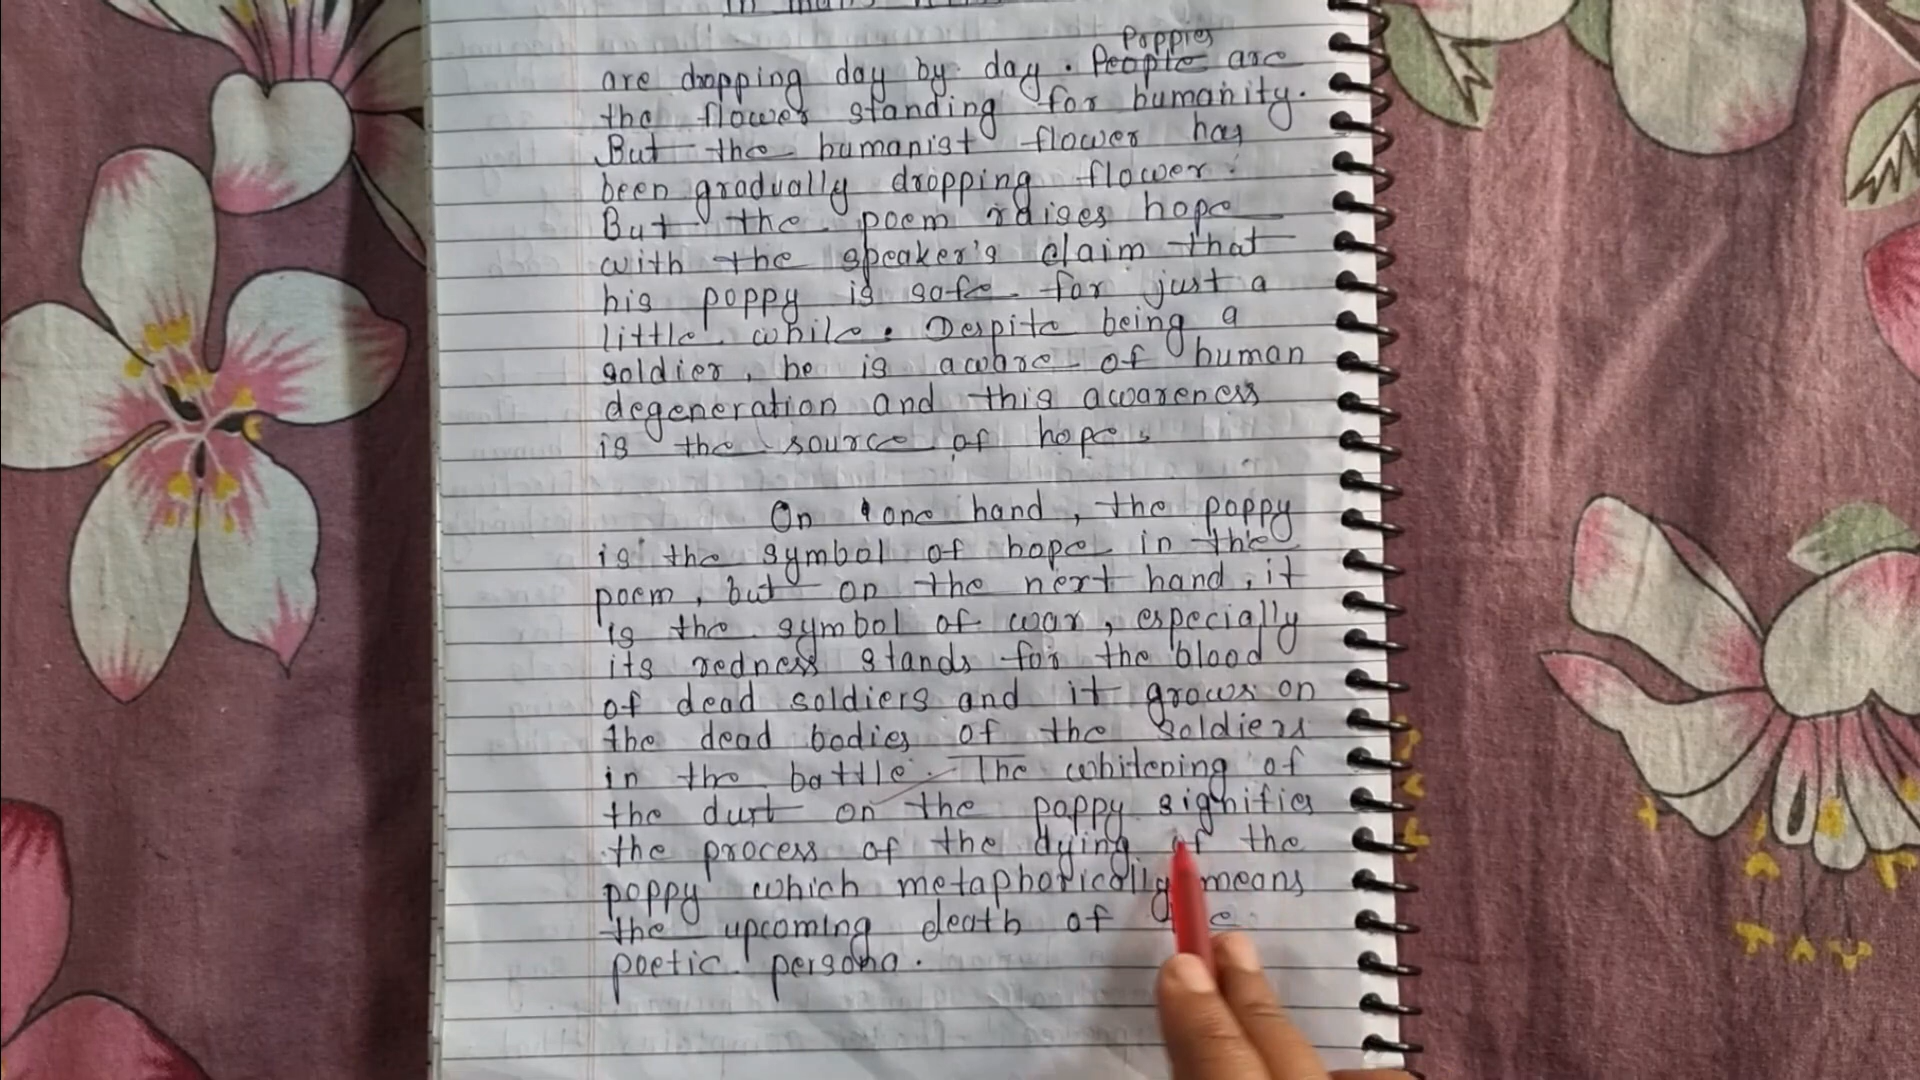 in man's
Poppies
are dropping day by day. People are
the flower standing for humanity.
But the humanist flower has
been gradually dropping flower.
But the poem raises hope
with the speaker's claim that
his poppy is safe for just a
little while. Despite being a
soldier, he is aware of human
degeneration and this awareness
is the source of hope.
On one hand, the poppy
is the symbol of hope in the
poem, but on the next hand, it
is the symbol of war, especially
its redness stands for the blood
of dead soldiers and it grows on
the dead bodies of the soldiers
in the battle. The whitening of
the durt on the poppy signifies
the process of the dying of the
poppy which metaphorically means
the upcoming death of
poetic persona.